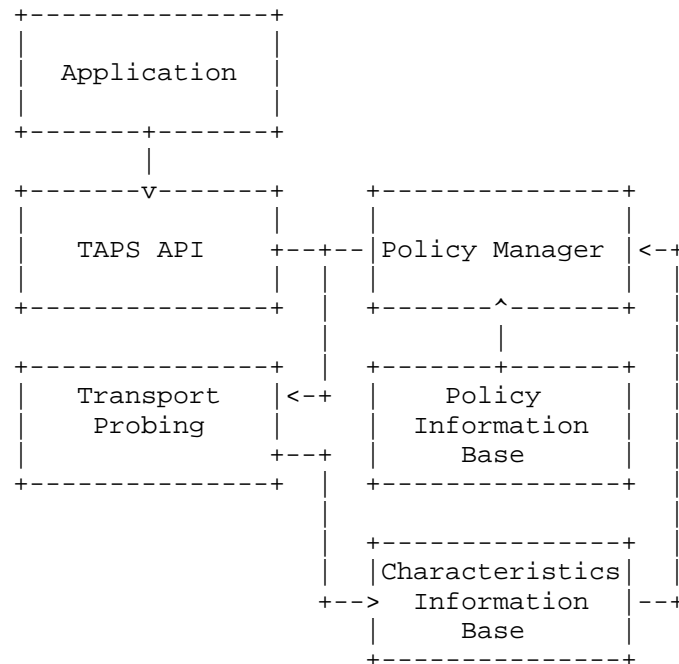 Application
TAPS API
Policy Manager
Transport
Probing
Policy
Information
Base
Characteristics
Information
Base